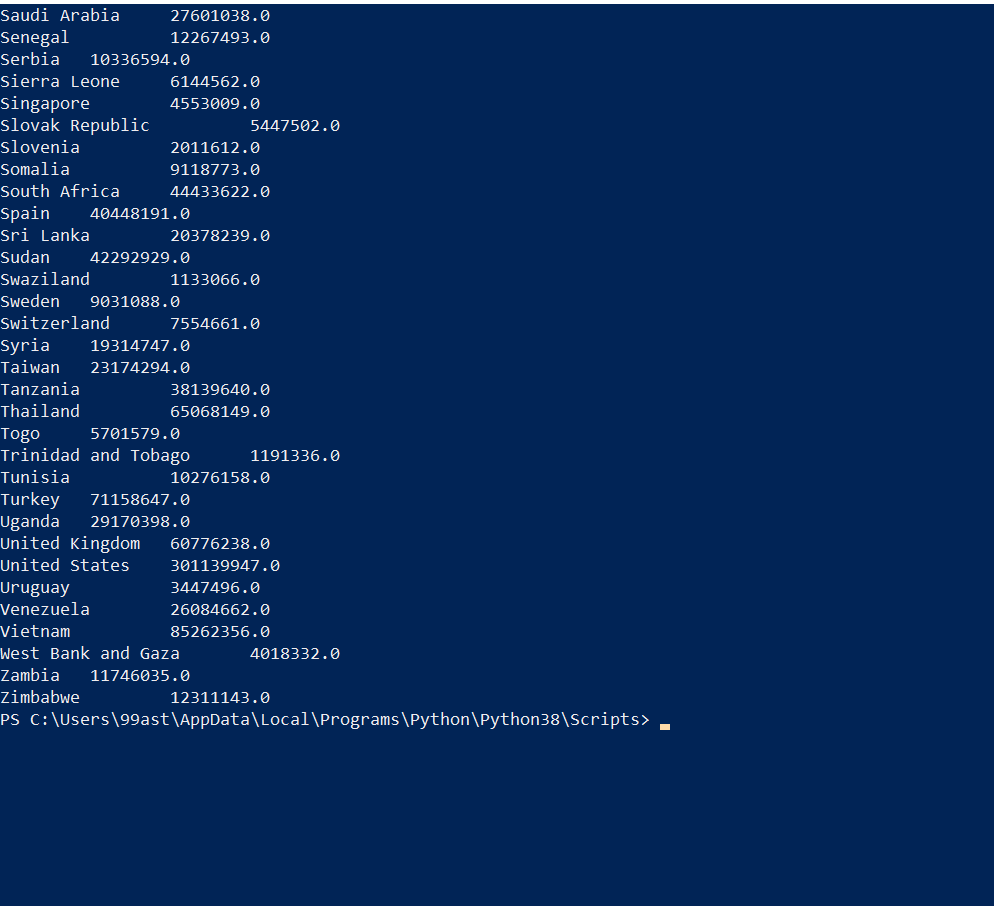 Saudi Arabia     27601038.0
Senegal          12267493.0
Serbia   10336594.0
Sierra Leone     6144562.0
Singapore        4553009.0
Slovak Republic          5447502.0
Slovenia         2011612.0
Somalia          9118773.0
South Africa     44433622.0
Spain    40448191.0
Sri Lanka        20378239.0
Sudan    42292929.0
Swaziland        1133066.0
Sweden   9031088.0
Switzerland      7554661.0
Syria    19314747.0
Taiwan   23174294.0
Tanzania         38139640.0
Thailand         65068149.0
Togo     5701579.0
Trinidad and Tobago      1191336.0
Tunisia          10276158.0
Turkey   71158647.0
Uganda   29170398.0
United Kingdom   60776238.0
United States    301139947.0
Uruguay          3447496.0
Venezuela        26084662.0
Vietnam          85262356.0
West Bank and Gaza       4018332.0
Zambia   11746035.0
Zimbabwe         12311143.0
PS C:\Users\99ast\AppData\Local\Programs\Python\Python38\Scripts>